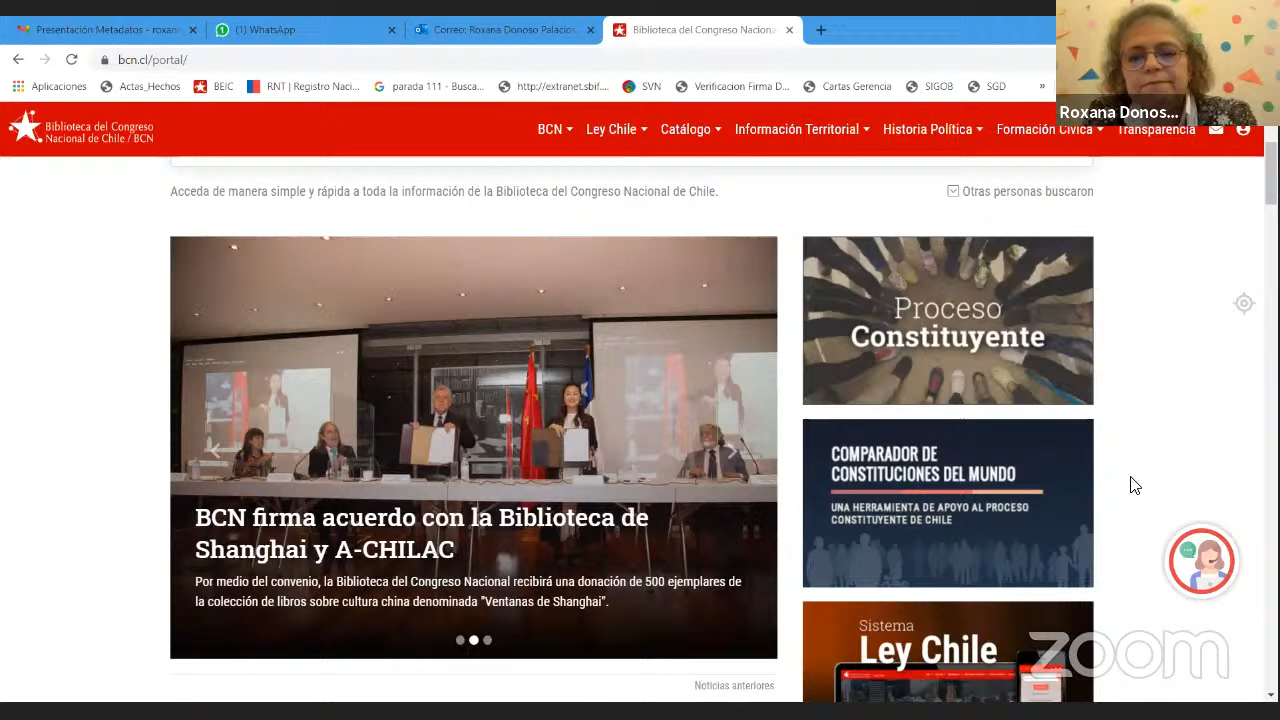 Presentación Metadatos - roxan
(1) WhatsApp
Correo: Roxana Donoso Palacios
Biblioteca del Congreso Naciona
bcn.cl/portal/
Aplicaciones
Actas_Hechos
BEIC
RNT | Registro Naci...
parada 111 - Busca...
http://extranet.sbif....
SVN
Verificacion Firma D...
Cartas Gerencia
SIGOB
SGD
»
Roxana Donos...
Biblioteca del Congreso
Nacional de Chile / BCN
BCN
Ley Chile
Catálogo
Información Territorial
Historia Política
Formación Cívica
Transparencia
Acceda de manera simple y rápida a toda la información de la Biblioteca del Congreso Nacional de Chile.
Otras personas buscaron
BCN firma acuerdo con la Biblioteca de
Shanghai y A-CHILAC
Por medio del convenio, la Biblioteca del Congreso Nacional recibirá una donación de 500 ejemplares de
la colección de libros sobre cultura china denominada "Ventanas de Shanghai".
Noticias anteriores
Proceso
Constituyente
COMPARADOR DE
CONSTITUCIONES DEL MUNDO
UNA HERRAMIENTA DE APOYO AL PROCESO
CONSTITUYENTE DE CHILE
Sistema
Ley Chile
zoom